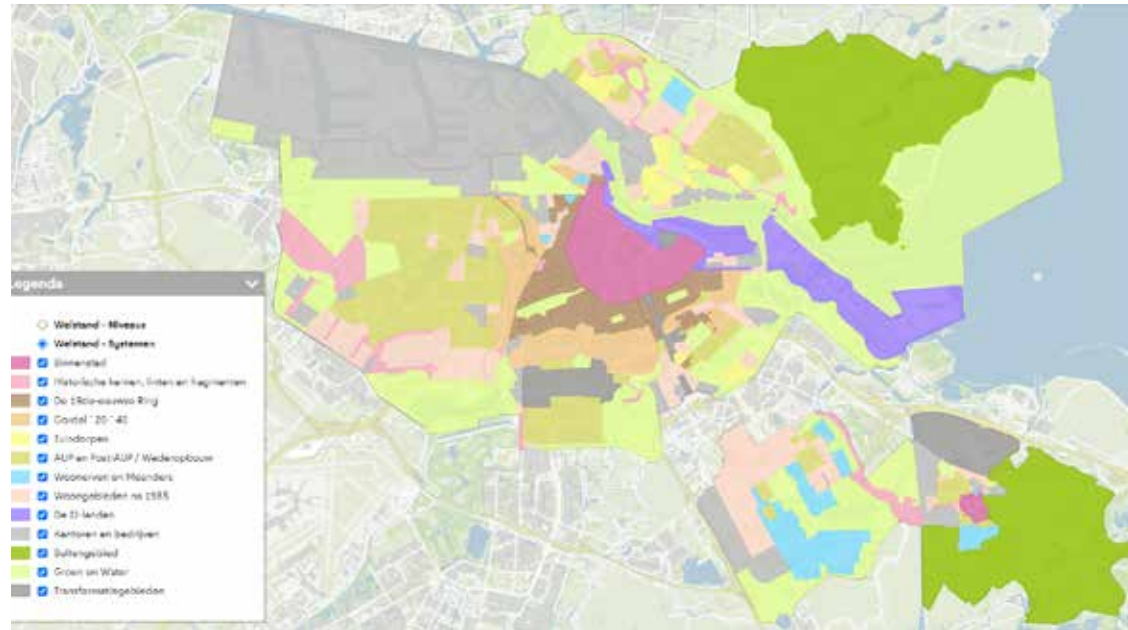 Legenda
Welstand - Niveaus
Welstand - Systemen
Binnenstad
Historische kernen, linten en fragmenten
De 19de-eeuwse Ring
Gordel '20-'40
Tuindorpen
AUP en Post-AUP / Wederopbouw
Woonerven en Meanders
Woongebieden na 1985
De IJ-landen
Kantoren en bedrijven
Buitengebied
Groen en Water
Transformatiegebieden